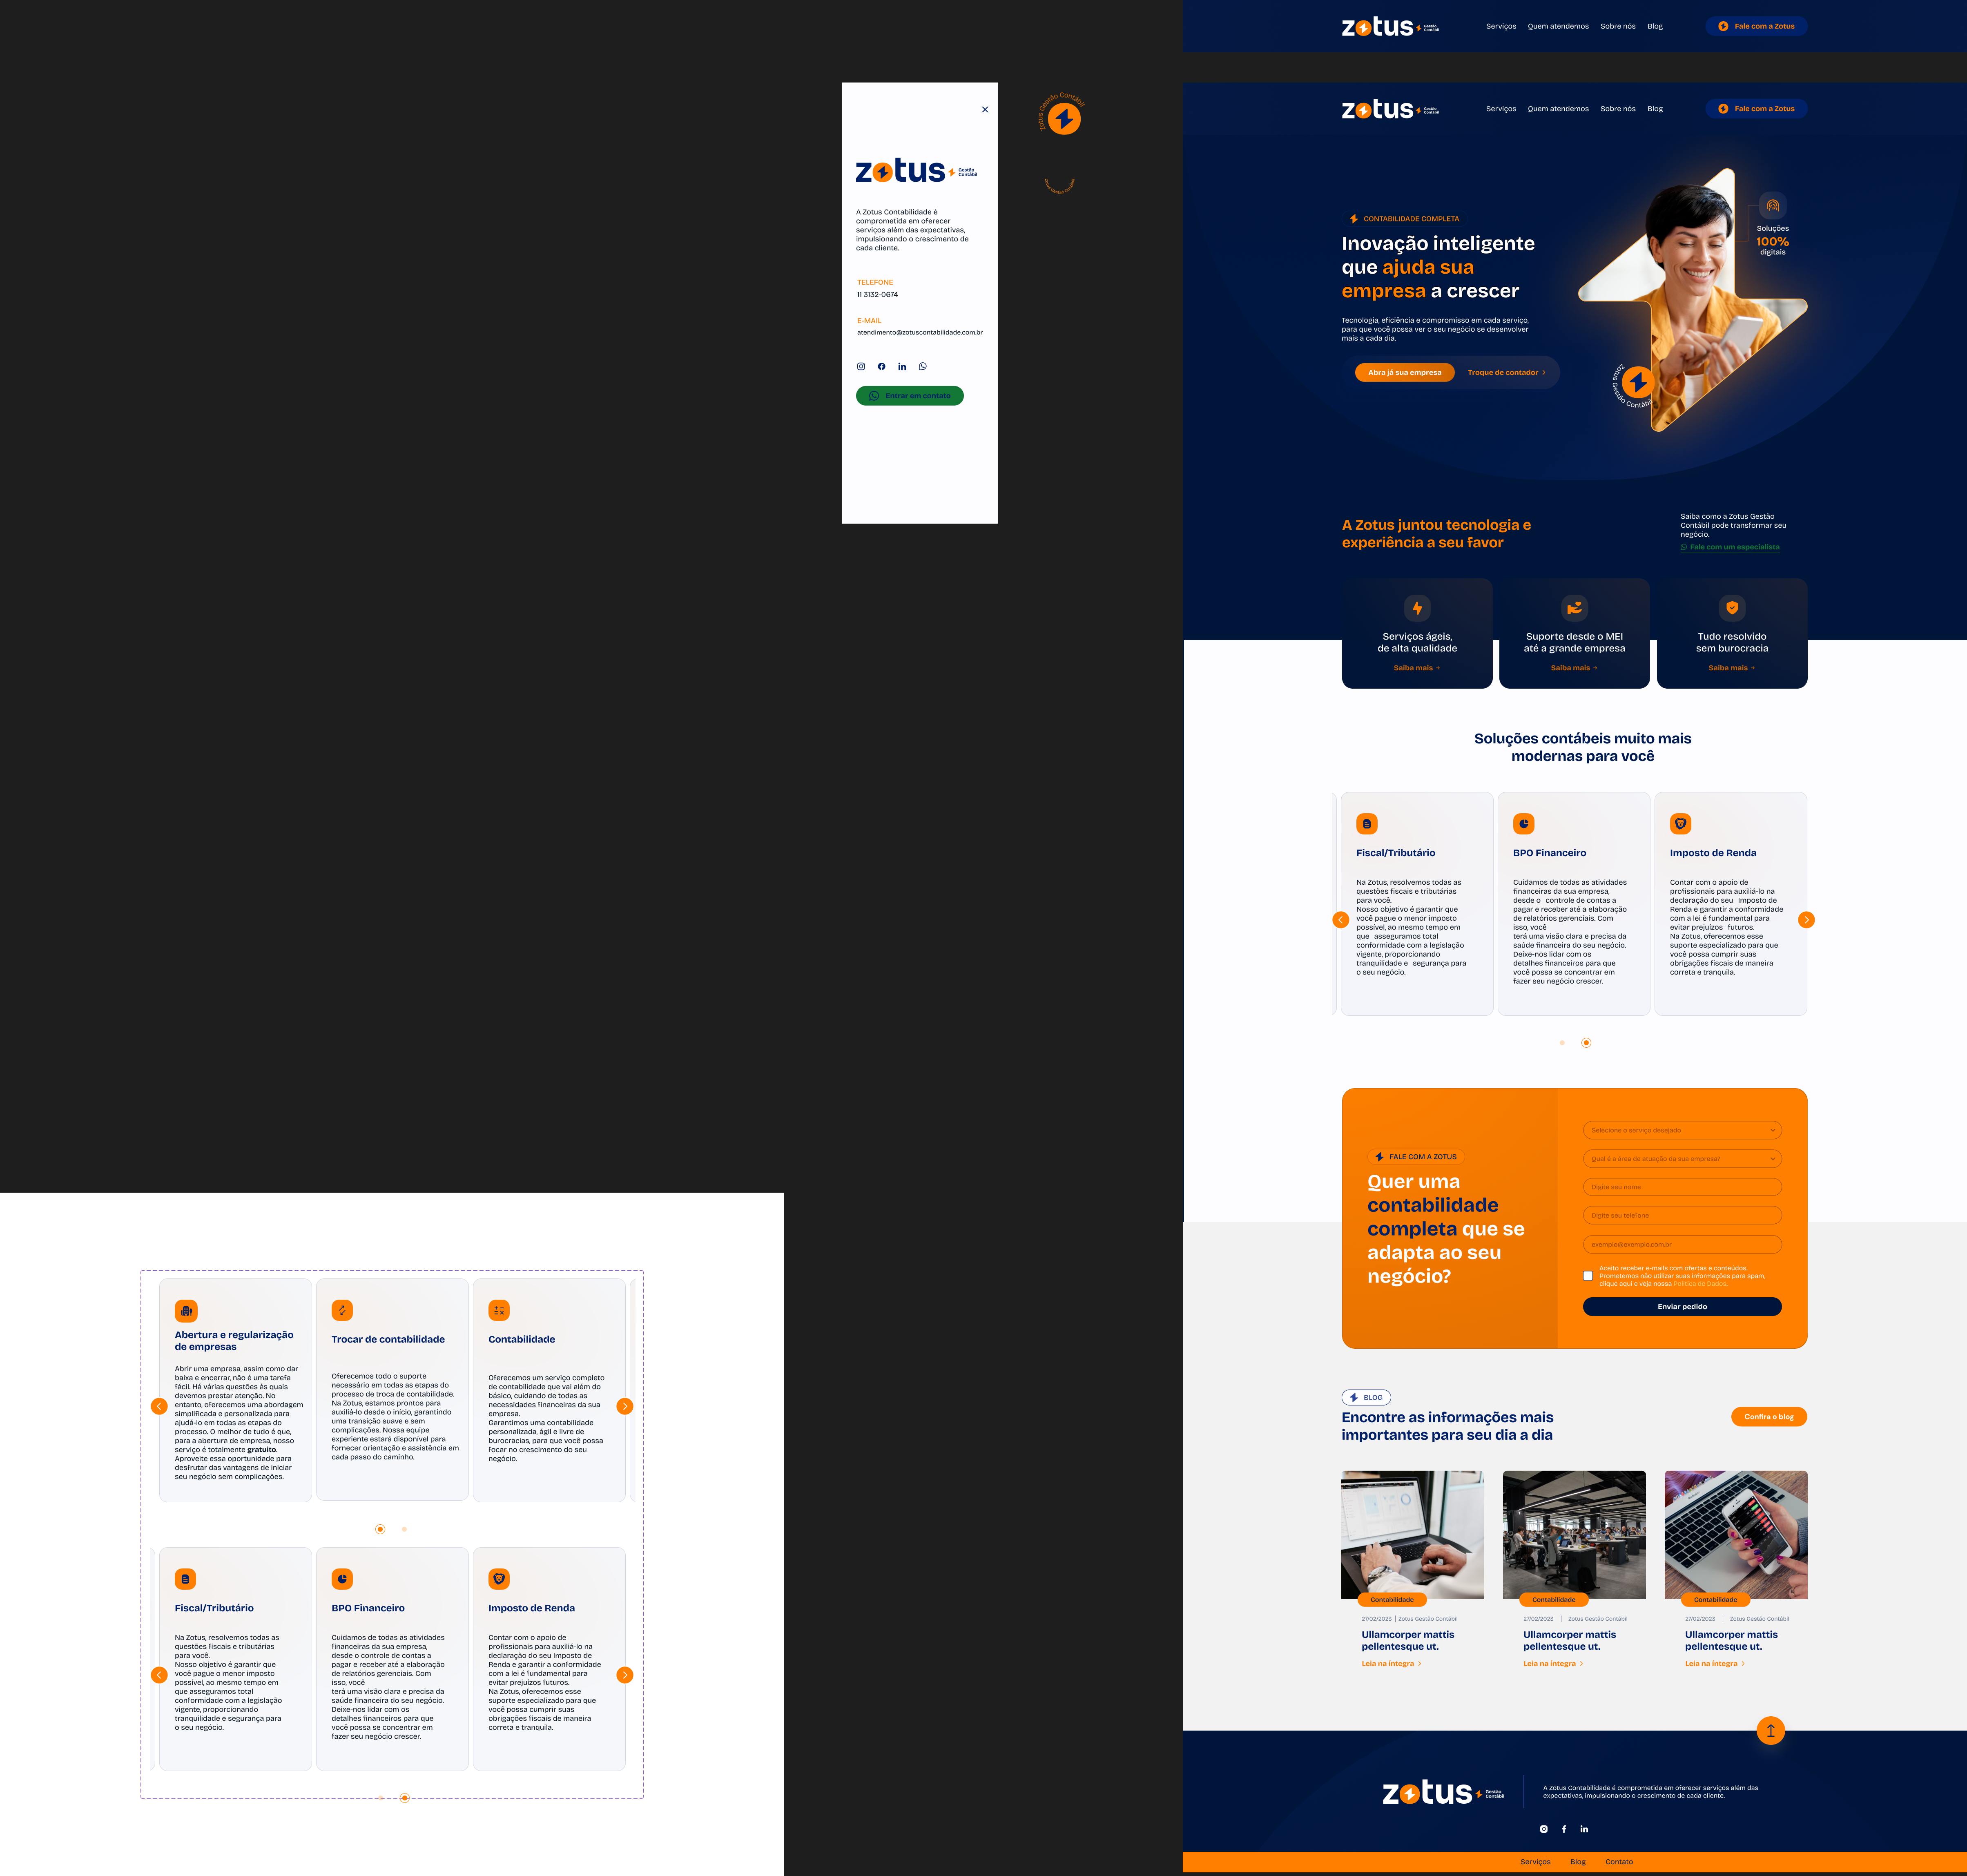 zotus Gestão Contábil
Serviços Quem atendemos Sobre nós Blog
Fale com a Zotus
zotus Gestão Contábil
A Zotus Contabilidade é
comprometida em oferecer
serviços além das expectativas,
impulsionando o crescimento de
cada cliente.
TELEFONE
11 3132-0674
E-MAIL
atendimento@zotuscontabilidade.com.br
Entrar em contato
Zotus Gestão Contábil
Zotus Gestão Contábil
zotus Gestão Contábil
Serviços Quem atendemos Sobre nós Blog
Fale com a Zotus
CONTABILIDADE COMPLETA
Inovação inteligente
que ajuda sua
empresa a crescer
Tecnologia, eficiência e compromisso em cada serviço,
para que você possa ver o seu negócio se desenvolver
mais a cada dia.
Abra já sua empresa
Troque de contador
Soluções
100%
digitais
Zotus Gestão Contábil
A Zotus juntou tecnologia e
experiência a seu favor
Saiba como a Zotus Gestão
Contábil pode transformar seu
negócio.
Fale com um especialista
Serviços ágeis,
de alta qualidade
Saiba mais
Suporte desde o MEI
até a grande empresa
Saiba mais
Tudo resolvido
sem burocracia
Saiba mais
Soluções contábeis muito mais
modernas para você
Fiscal/Tributário
Na Zotus, resolvemos todas as
questões fiscais e tributárias
para você.
Nosso objetivo é garantir que
você pague o menor imposto
possível, ao mesmo tempo em
que asseguramos total
conformidade com a legislação
vigente, proporcionando
tranquilidade e segurança para
o seu negócio.
BPO Financeiro
Cuidamos de todas as atividades
financeiras da sua empresa,
desde o controle de contas a
pagar e receber até a elaboração
de relatórios gerenciais. Com
isso, você
terá uma visão clara e precisa da
saúde financeira do seu negócio.
Deixe-nos lidar com os
detalhes financeiros para que
você possa se concentrar em
fazer seu negócio crescer.
Imposto de Renda
Contar com o apoio de
profissionais para auxiliá-lo na
declaração do seu Imposto de
Renda e garantir a conformidade
com a lei é fundamental para
evitar prejuízos futuros.
Na Zotus, oferecemos esse
suporte especializado para que
você possa cumprir suas
obrigações fiscais de maneira
correta e tranquila.
FALE COM A ZOTUS
Quer uma
contabilidade
completa que se
adapta ao seu
negócio?
Selecione o serviço desejado
Qual é a área de atuação da sua empresa?
Digite seu nome
Digite seu telefone
exemplo@exemplo.com.br
Aceito receber e-mails com ofertas e conteúdos.
Prometemos não utilizar suas informações para spam,
clique aqui e veja nossa Política de Dados.
Enviar pedido
Abertura e regularização
de empresas
Abrir uma empresa, assim como dar
baixa e encerrar, não é uma tarefa
fácil. Há várias questões às quais
devemos prestar atenção. No
entanto, oferecemos uma abordagem
simplificada e personalizada para
ajudá-lo em todas as etapas do
processo. O melhor de tudo é que,
para a abertura de empresa, nosso
serviço é totalmente gratuito.
Aproveite essa oportunidade para
desfrutar das vantagens de iniciar
seu negócio sem complicações.
Trocar de contabilidade
Oferecemos todo o suporte
necessário em todas as etapas do
processo de troca de contabilidade.
Na Zotus, estamos prontos para
auxiliá-lo desde o início, garantindo
uma transição suave e sem
complicações. Nossa equipe
experiente estará disponível para
fornecer orientação e assistência em
cada passo do caminho.
Contabilidade
Oferecemos um serviço completo
de contabilidade que vai além do
básico, cuidando de todas as
necessidades financeiras da sua
empresa.
Garantimos uma contabilidade
personalizada, ágil e livre de
burocracias, para que você possa
focar no crescimento do seu
negócio.
Fiscal/Tributário
Na Zotus, resolvemos todas as
questões fiscais e tributárias
para você.
Nosso objetivo é garantir que
você pague o menor imposto
possível, ao mesmo tempo em
que asseguramos total
conformidade com a legislação
vigente, proporcionando
tranquilidade e segurança para
o seu negócio.
BPO Financeiro
Cuidamos de todas as atividades
financeiras da sua empresa,
desde o controle de contas a
pagar e receber até a elaboração
de relatórios gerenciais. Com
isso, você
terá uma visão clara e precisa da
saúde financeira do seu negócio.
Deixe-nos lidar com os
detalhes financeiros para que
você possa se concentrar em
fazer seu negócio crescer.
Imposto de Renda
Contar com o apoio de
profissionais para auxiliá-lo na
declaração do seu Imposto de
Renda e garantir a conformidade
com a lei é fundamental para
evitar prejuízos futuros.
Na Zotus, oferecemos esse
suporte especializado para que
você possa cumprir suas
obrigações fiscais de maneira
correta e tranquila.
BLOG
Encontre as informações mais
importantes para seu dia a dia
Confira o blog
Contabilidade
27/02/2023 | Zotus Gestão Contábil
Ullamcorper mattis
pellentesque ut.
Leia na íntegra
Contabilidade
27/02/2023 | Zotus Gestão Contábil
Ullamcorper mattis
pellentesque ut.
Leia na íntegra
Contabilidade
27/02/2023 | Zotus Gestão Contábil
Ullamcorper mattis
pellentesque ut.
Leia na íntegra
zotus Gestão Contábil
A Zotus Contabilidade é comprometida em oferecer serviços além das
expectativas, impulsionando o crescimento de cada cliente.
Serviços Blog Contato